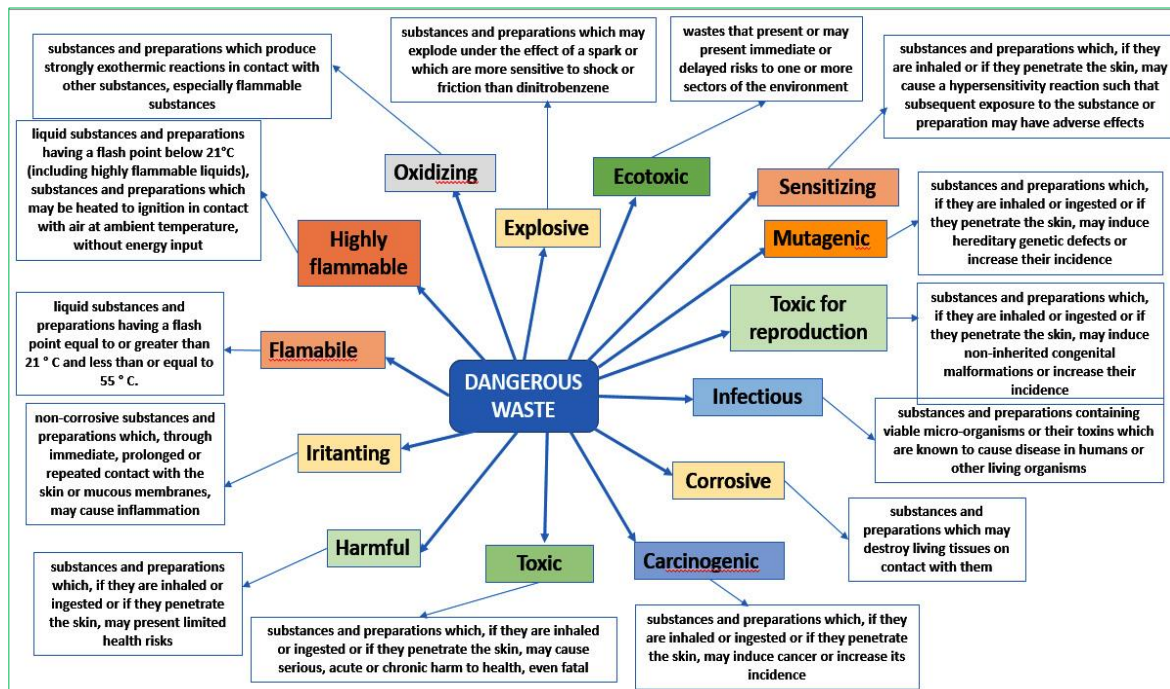 substances and preparations which produce
strongly exothermic reactions in contact with
other substances, especially flammable
substances
substances and preparations which may
explode under the effect of a spark or
which are more sensitive to shock or
friction than dinitrobenzene
wastes that present or may
present immediate or
delayed risks to one or more
sectors of the environment
substances and preparations which, if they
are inhaled or if they penetrate the skin, may
cause a hypersensitivity reaction such that
subsequent exposure to the substance or
preparation may have adverse effects
liquid substances and preparations
having a flash point below 21°C
(including highly flammable liquids),
substances and preparations which
may be heated to ignition in contact
with air at ambient temperature,
without energy input
Oxidizing
Explosive
Ecotoxic
Sensitizing
Highly
flammable
Mutagenic
substances and preparations which,
if they are inhaled or ingested or if
they penetrate the skin, may induce
hereditary genetic defects or
increase their incidence
Toxic for
reproduction
substances and preparations which,
if they are inhaled or ingested or if
they penetrate the skin, may induce
non-inherited congenital
malformations or increase their
incidence
liquid substances and
preparations having a flash
point equal to or greater than
21 ° C and less than or equal to
55 ° C.
Flamabile
DANGEROUS
WASTE
Infectious
substances and preparations containing
viable micro-organisms or their toxins which
are known to cause disease in humans or
other living organisms
non-corrosive substances and
preparations which, through
immediate, prolonged or
repeated contact with the
skin or mucous membranes,
may cause inflammation
Iritanting
Corrosive
substances and
preparations which may
destroy living tissues on
contact with them
Harmful
Toxic
Carcinogenic
substances and preparations
which, if they are inhaled or
ingested or if they penetrate
the skin, may present limited
health risks
substances and preparations which, if they are inhaled
or ingested or if they penetrate the skin, may cause
serious, acute or chronic harm to health, even fatal
substances and preparations which, if they
are inhaled or ingested or if they penetrate
the skin, may induce cancer or increase its
incidence